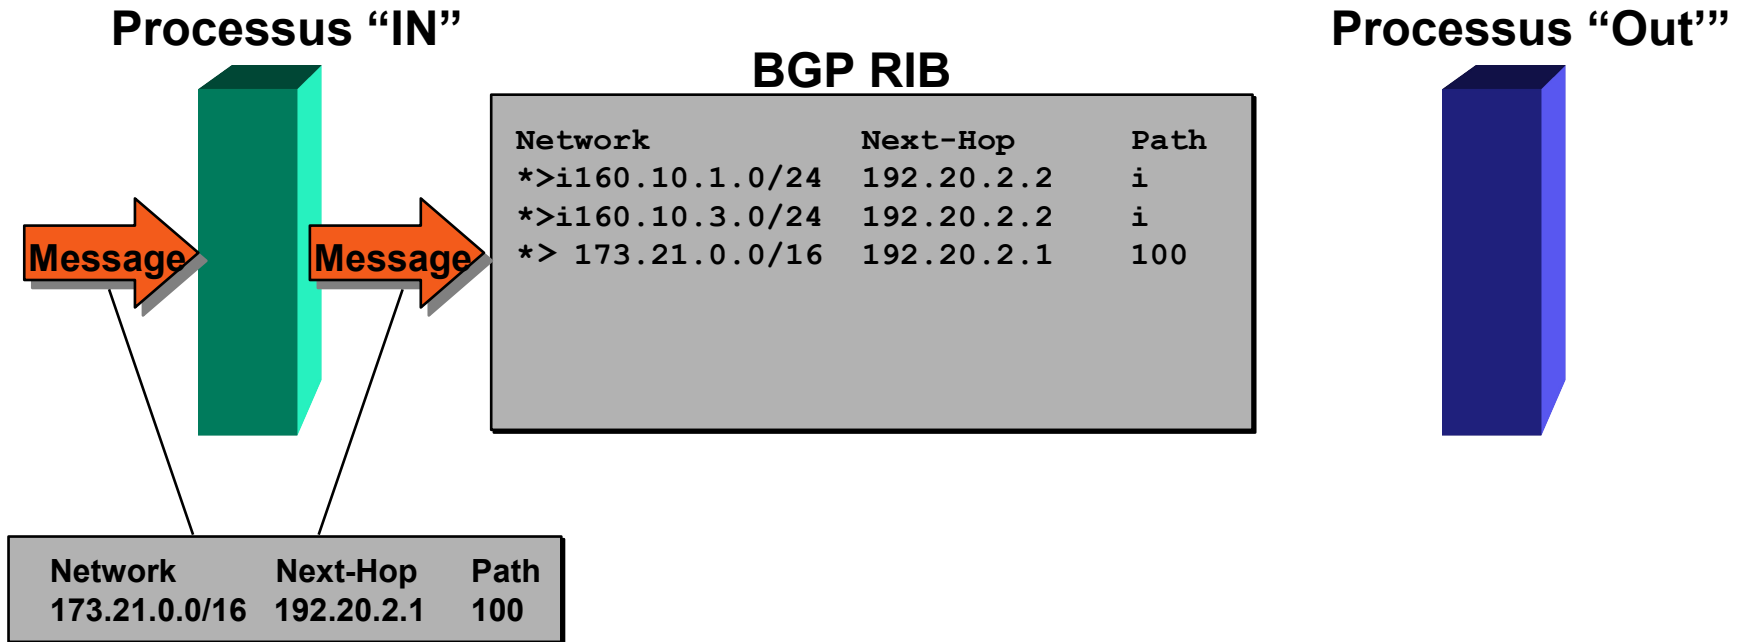 Processus “IN”
Processus “Out’”
BGP RIB
Network Next-Hop Path
*>i160.10.1.0/24 192.20.2.2 i
*>i160.10.3.0/24 192.20.2.2 i
*> 173.21.0.0/16 192.20.2.1 100
Message
Message
Network Next-Hop Path
173.21.0.0/16 192.20.2.1 100